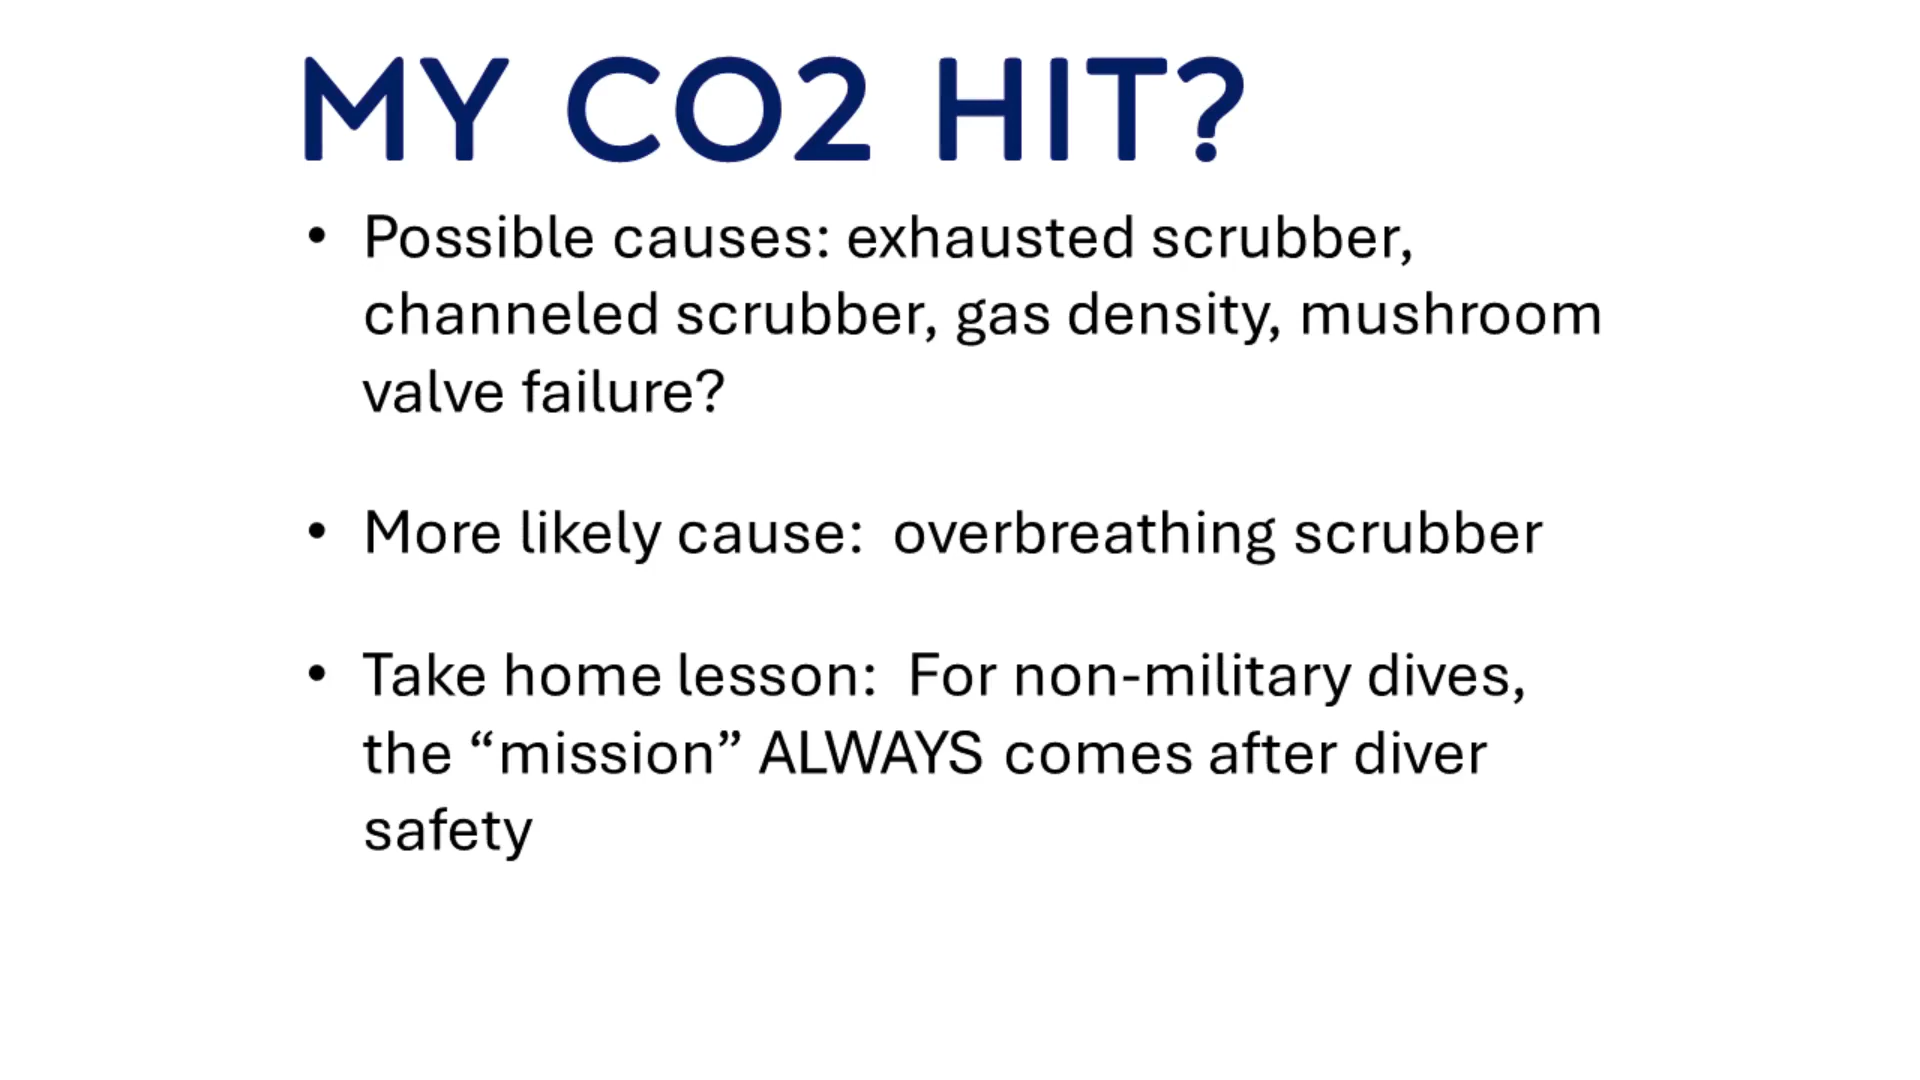 MY CO2 HIT?
• Possible causes: exhausted scrubber,
channeled scrubber, gas density, mushroom
valve failure?
• More likely cause:  overbreathing scrubber
• Take home lesson:  For non-military dives,
the “mission” ALWAYS comes after diver
safety